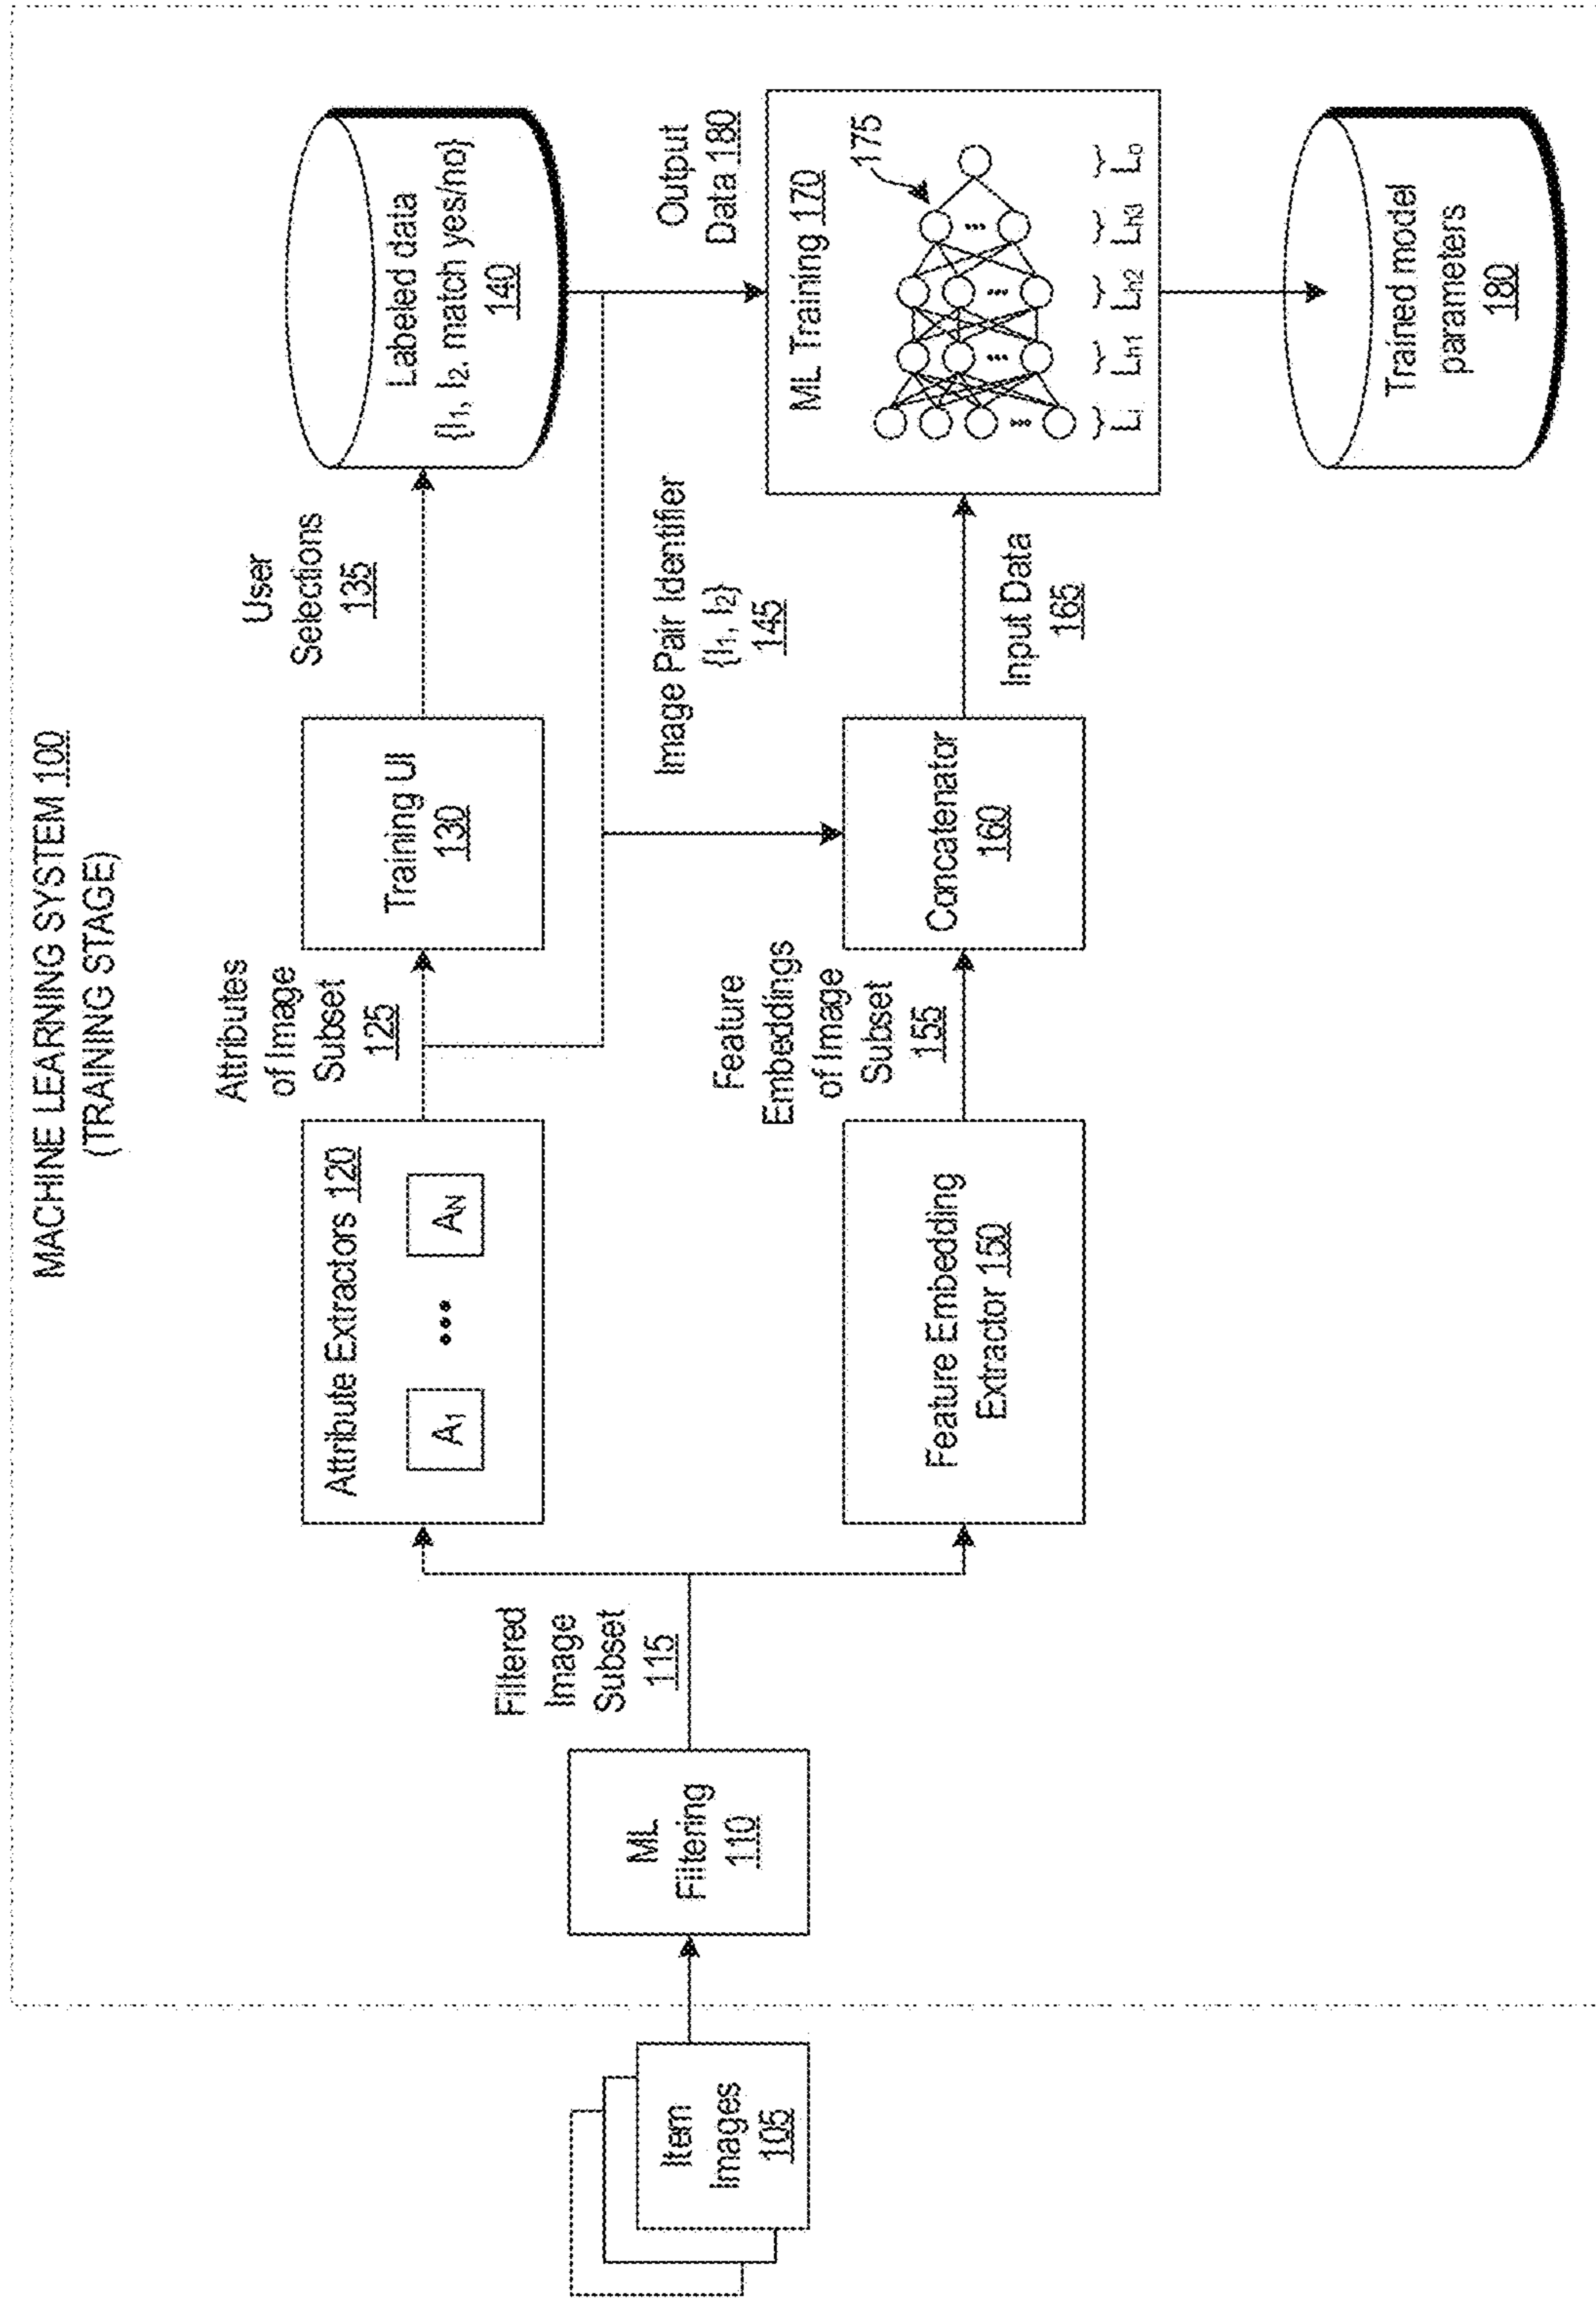 MACHINE LEARNING SYSTEM 100
(TRAINING STAGE)
Item
Images
105
ML
Filtering
110
Filtered
Image
Subset
115
Attribute Extractors 120
A1
•••
AN
Attributes
of Image
Subset
125
Training UI
130
User
Selections
135
Labeled data
{I1, I2, match yes/no}
140
Image Pair Identifier
{I1, I2}
145
Output
Data 180
Feature Embedding
Extractor 150
Feature
Embeddings
of Image
Subset
155
Concatenator
160
Input Data
165
ML Training 170
175
Li
Lh1
Lh2
Lh3
Lo
Trained model
parameters
180